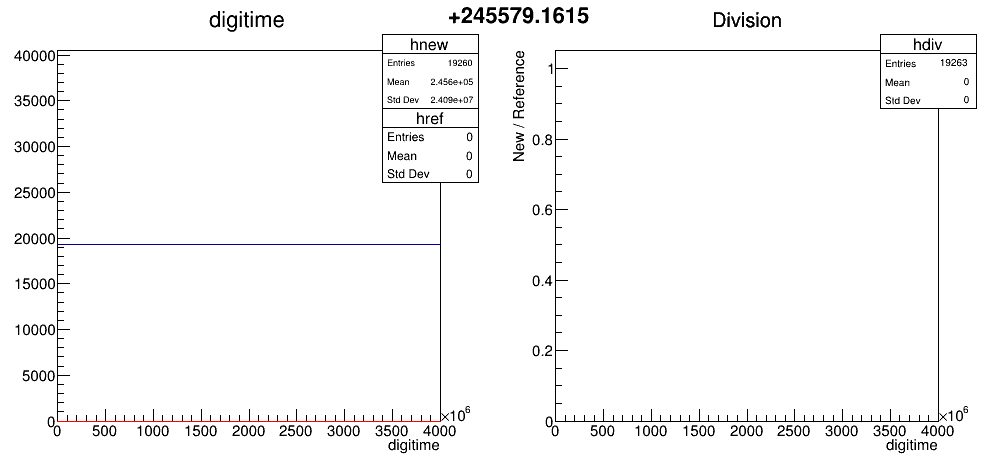 +245579.1615
digitime
hnew
Entries 19260
Mean 2.456e+05
Std Dev 2.409e+07
href
Entries 0
Mean 0
Std Dev 0
40000
35000
30000
25000
20000
15000
10000
5000
0
0 500 1000 1500 2000 2500 3000 3500 4000
×10⁶
digitime
Division
hdiv
Entries 19263
Mean 0
Std Dev 0
New / Reference
1
0.8
0.6
0.4
0.2
0
0 500 1000 1500 2000 2500 3000 3500 4000
×10⁶
digitime